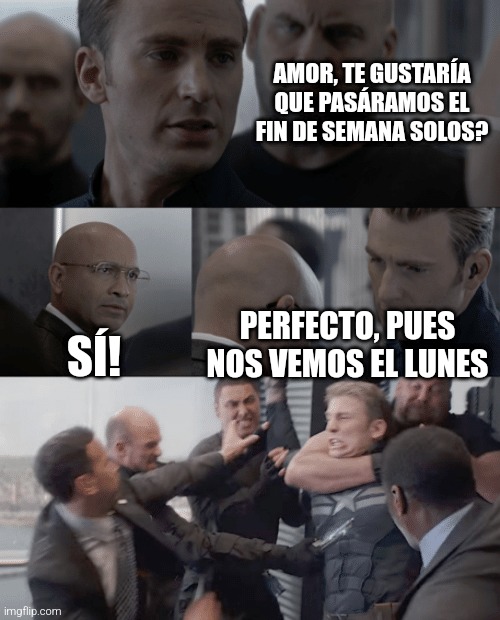 AMOR, TE GUSTARÍA
QUE PASÁRAMOS EL
FIN DE SEMANA SOLOS?
SÍ!
PERFECTO, PUES
NOS VEMOS EL LUNES
imgflip.com